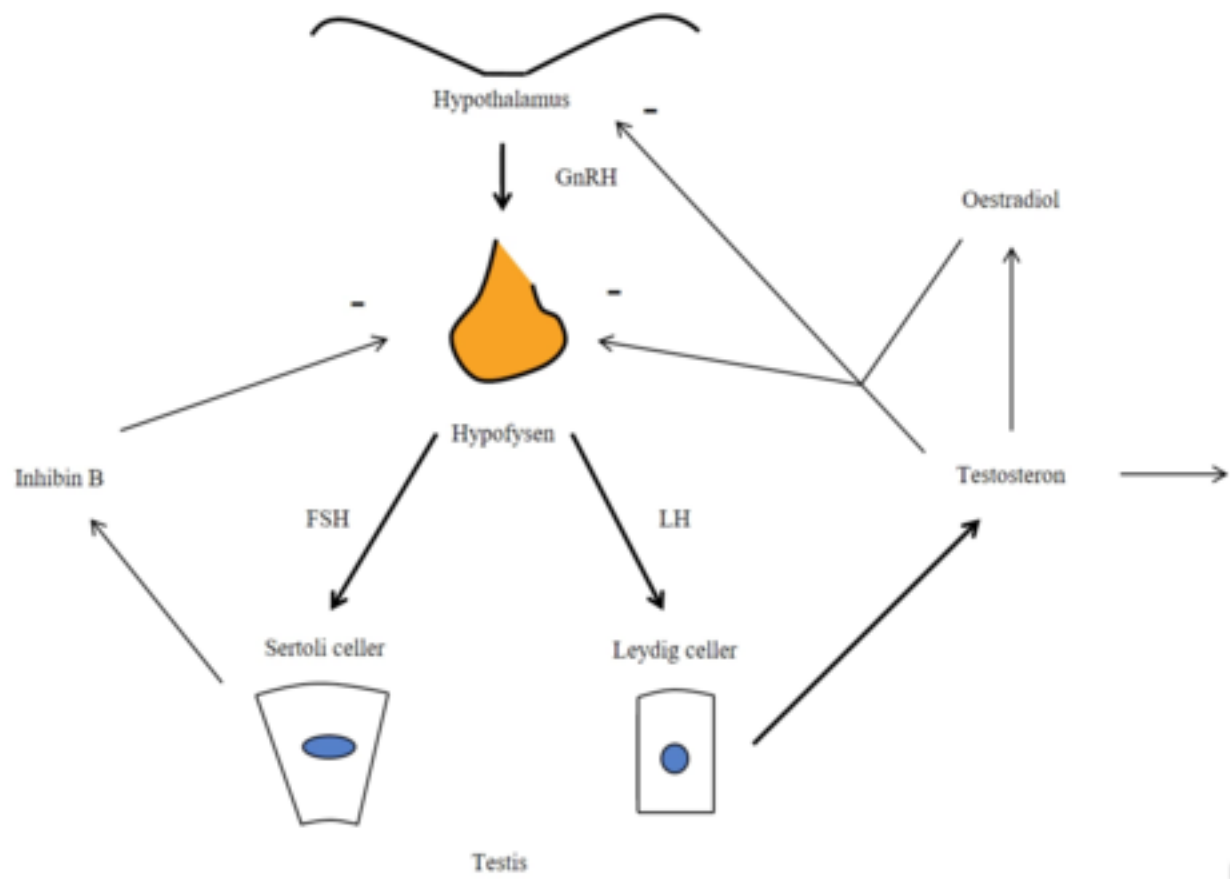 Hypothalamus
-
GnRH
Oestradiol
-
-
Hypofysen
Inhibin B
Testosteron
FSH
LH
Sertoli celler
Leydig celler
Testis